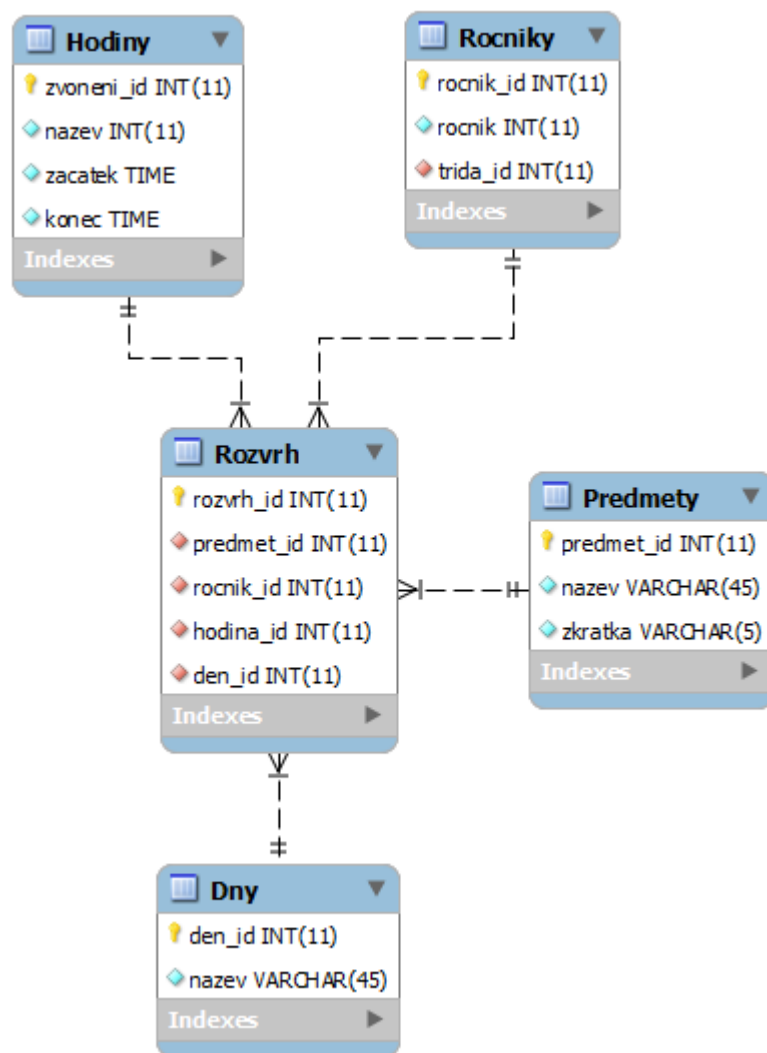 Hodiny
zvoneni_id INT(11)
nazev INT(11)
zacatek TIME
konec TIME
Indexes
Rocniky
rocnik_id INT(11)
rocnik INT(11)
trida_id INT(11)
Indexes
Rozvrh
rozvrh_id INT(11)
predmet_id INT(11)
rocnik_id INT(11)
hodina_id INT(11)
den_id INT(11)
Indexes
Predmety
predmet_id INT(11)
nazev VARCHAR(45)
zkratka VARCHAR(5)
Indexes
Dny
den_id INT(11)
nazev VARCHAR(45)
Indexes